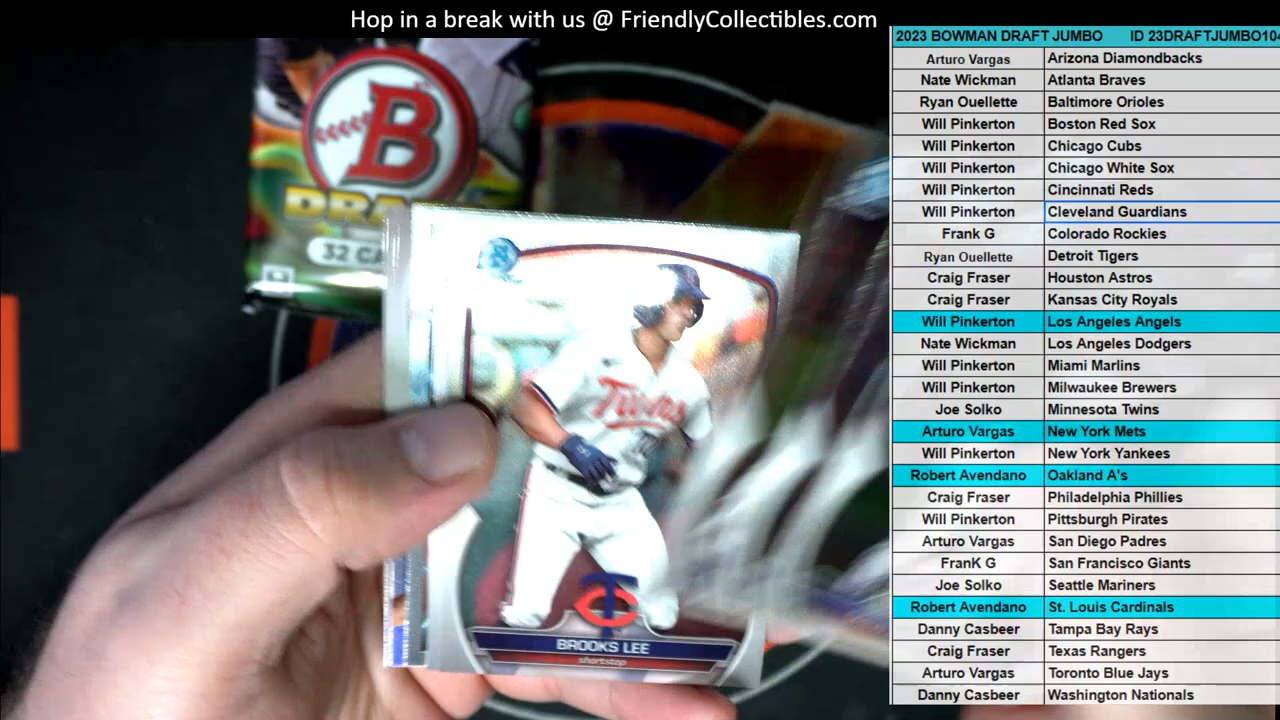 Hop in a break with us @ FriendlyCollectibles.com
2023 BOWMAN DRAFT JUMBO ID 23DRAFTJUMBO104
Arturo Vargas Arizona Diamondbacks
Nate Wickman Atlanta Braves
Ryan Ouellette Baltimore Orioles
Will Pinkerton Boston Red Sox
Will Pinkerton Chicago Cubs
Will Pinkerton Chicago White Sox
Will Pinkerton Cincinnati Reds
Will Pinkerton Cleveland Guardians
Frank G Colorado Rockies
Ryan Ouellette Detroit Tigers
Craig Fraser Houston Astros
Craig Fraser Kansas City Royals
Will Pinkerton Los Angeles Angels
Nate Wickman Los Angeles Dodgers
Will Pinkerton Miami Marlins
Will Pinkerton Milwaukee Brewers
Joe Solko Minnesota Twins
Arturo Vargas New York Mets
Will Pinkerton New York Yankees
Robert Avendano Oakland A's
Craig Fraser Philadelphia Phillies
Will Pinkerton Pittsburgh Pirates
Arturo Vargas San Diego Padres
FranK G San Francisco Giants
Joe Solko Seattle Mariners
Robert Avendano St. Louis Cardinals
Danny Casbeer Tampa Bay Rays
Craig Fraser Texas Rangers
Arturo Vargas Toronto Blue Jays
Danny Casbeer Washington Nationals
B
DRA
32 CA
Twins
TC
BROOKS LEE
shortstop